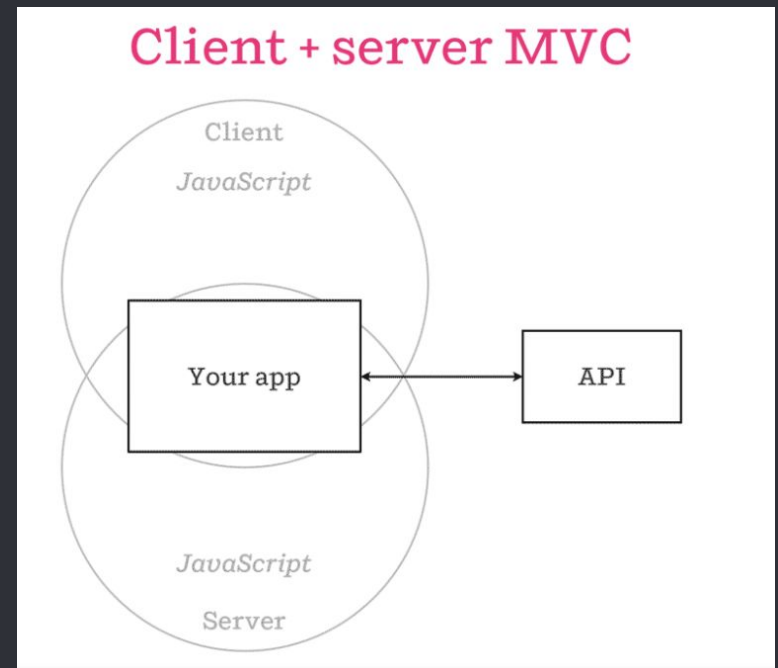 Client + server MVC
Client
JavaScript
Your app
API
JavaScript
Server